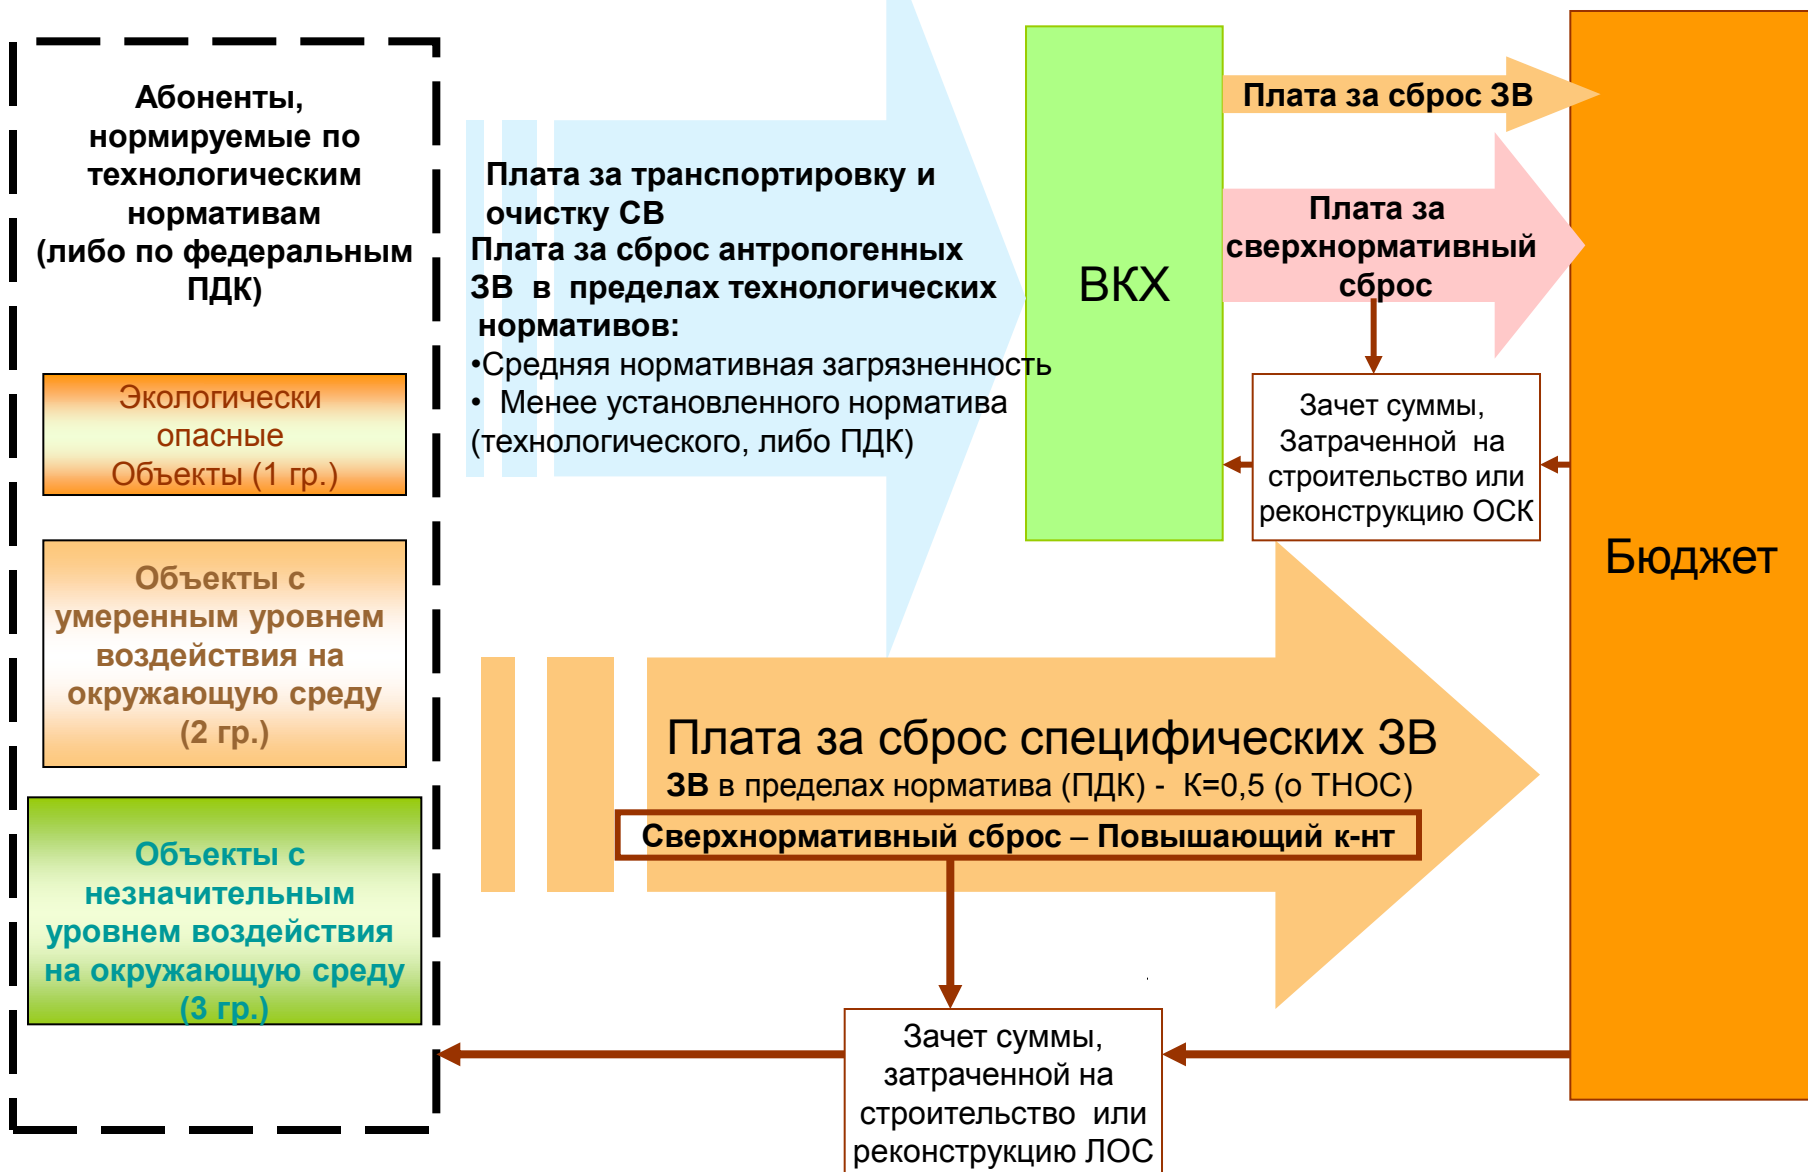 Абоненты,
нормируемые по
технологическим
нормативам
(либо по федеральным
ПДК)
Экологически
опасные
Объекты (1 гр.)
Объекты с
умеренным уровнем
воздействия на
окружающую среду
(2 гр.)
Объекты с
незначительным
уровнем воздействия
на окружающую среду
(3 гр.)
Плата за транспортировку и
очистку СВ
Плата за сброс антропогенных
ЗВ в пределах технологических
нормативов:
•Средняя нормативная загрязненность
• Менее установленного норматива
(технологического, либо ПДК)
ВКХ
Плата за сброс ЗВ
Плата за
сверхнормативный
сброс
Зачет суммы,
Затраченной на
строительство или
реконструкцию ОСК
Бюджет
Плата за сброс специфических ЗВ
ЗВ в пределах норматива (ПДК) - К=0,5 (о ТНОС)
Сверхнормативный сброс – Повышающий к-нт
Зачет суммы,
затраченной на
строительство или
реконструкцию ЛОС